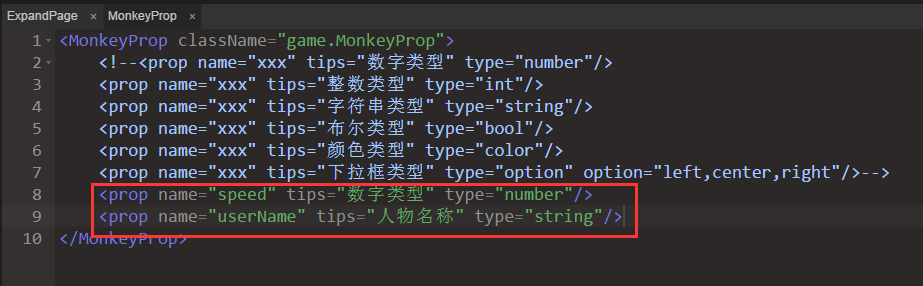 ExpandPage × MonkeyProp ×
1 <MonkeyProp className="game.MonkeyProp">
2 <!--<prop name="xxx" tips="数字类型" type="number"/>
3 <prop name="xxx" tips="整数类型" type="int"/>
4 <prop name="xxx" tips="字符串类型" type="string"/>
5 <prop name="xxx" tips="布尔类型" type="bool"/>
6 <prop name="xxx" tips="颜色类型" type="color"/>
7 <prop name="xxx" tips="下拉框类型" type="option" option="left,center,right"/>-->
8 <prop name="speed" tips="数字类型" type="number"/>
9 <prop name="userName" tips="人物名称" type="string"/>
10 </MonkeyProp>